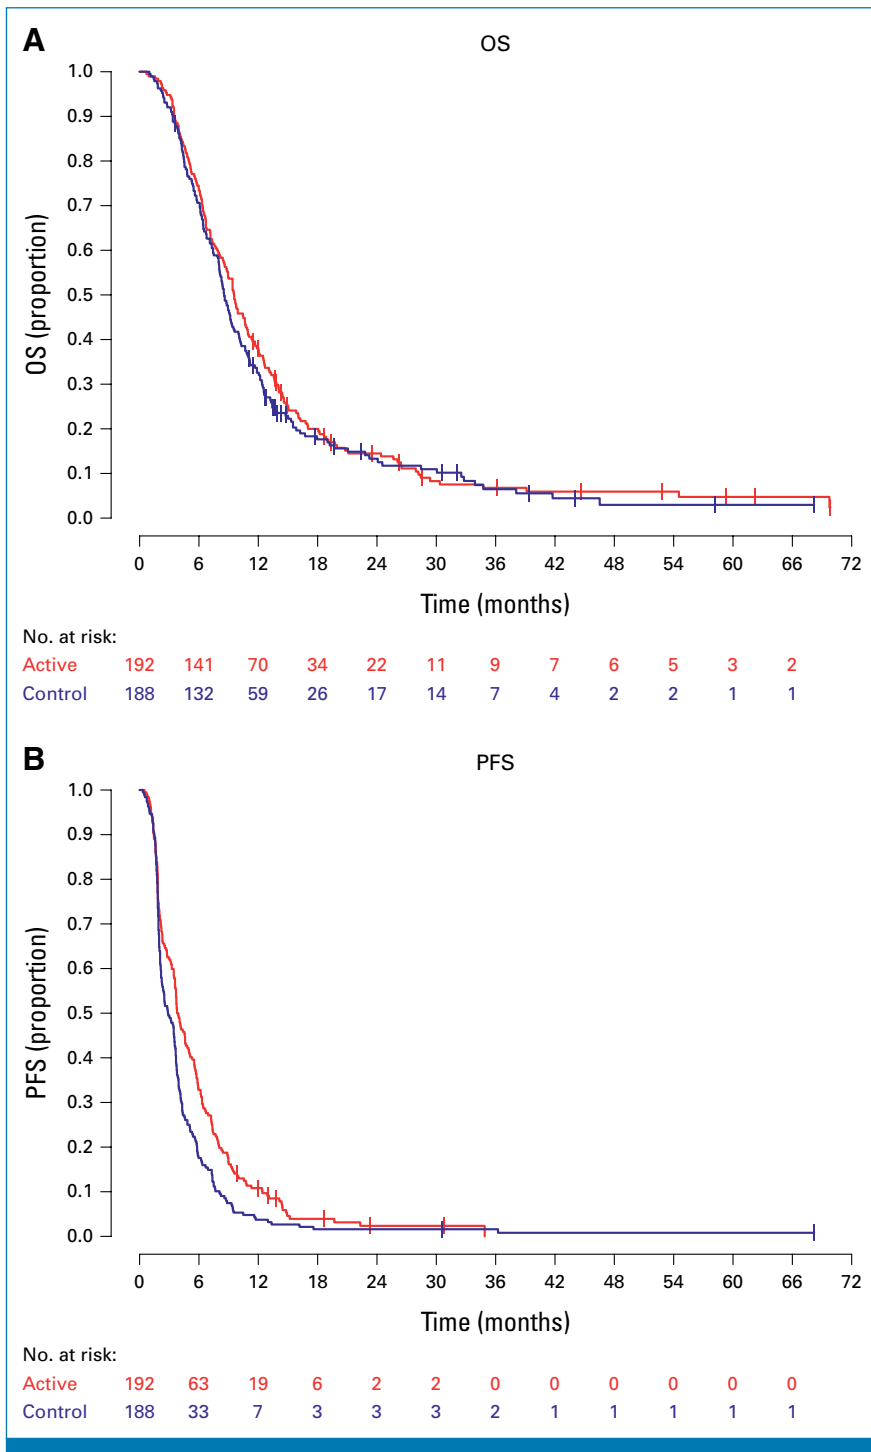 A
OS
1.0
0.9
0.8
0.7
0.6
0.5
0.4
0.3
0.2
0.1
0.0
OS (proportion)
0 6 12 18 24 30 36 42 48 54 60 66 72
Time (months)
No. at risk:
Active 192 141 70 34 22 11 9 7 6 5 3 2
Control 188 132 59 26 17 14 7 4 2 2 1 1
B
PFS
1.0
0.9
0.8
0.7
0.6
0.5
0.4
0.3
0.2
0.1
0.0
PFS (proportion)
0 6 12 18 24 30 36 42 48 54 60 66 72
Time (months)
No. at risk:
Active 192 63 19 6 2 2 0 0 0 0 0 0
Control 188 33 7 3 3 3 2 1 1 1 1 1